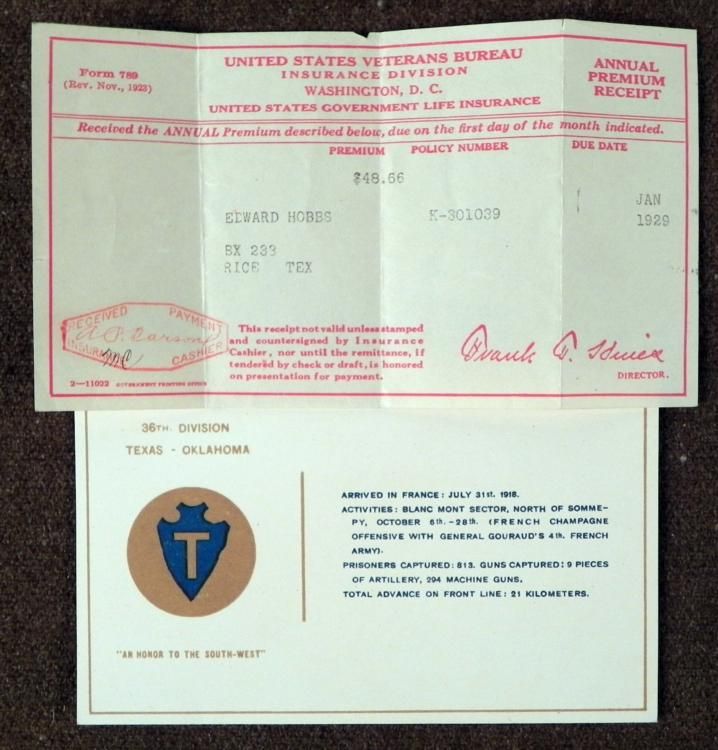 Form 789
(Rev. Nov., 1923)
UNITED STATES VETERANS BUREAU
INSURANCE DIVISION
WASHINGTON, D. C.
UNITED STATES GOVERNMENT LIFE INSURANCE
ANNUAL
PREMIUM
RECEIPT
Received the ANNUAL Premium described below, due on the first day of the month indicated.
PREMIUM POLICY NUMBER DUE DATE
$48.66
EDWARD HOBBS K-301039 JAN
1929
BX 233
RICE TEX
RECEIVED PAYMENT
INSURANCE CASHIER
This receipt not valid unless stamped
and countersigned by Insurance
Cashier, nor until the remittance, if
tendered by check or draft, is honored
on presentation for payment.
DIRECTOR.
2—11022 GOVERNMENT PRINTING OFFICE
36TH. DIVISION
TEXAS - OKLAHOMA
T
"AN HONOR TO THE SOUTH-WEST"
ARRIVED IN FRANCE: JULY 31st. 1918.
ACTIVITIES: BLANC MONT SECTOR, NORTH OF SOMME-
PY, OCTOBER 6th.-28th. (FRENCH CHAMPAGNE
OFFENSIVE WITH GENERAL GOURAUD'S 4th. FRENCH
ARMY).
PRISONERS CAPTURED: 813. GUNS CAPTURED: 9 PIECES
OF ARTILLERY, 294 MACHINE GUNS.
TOTAL ADVANCE ON FRONT LINE: 21 KILOMETERS.